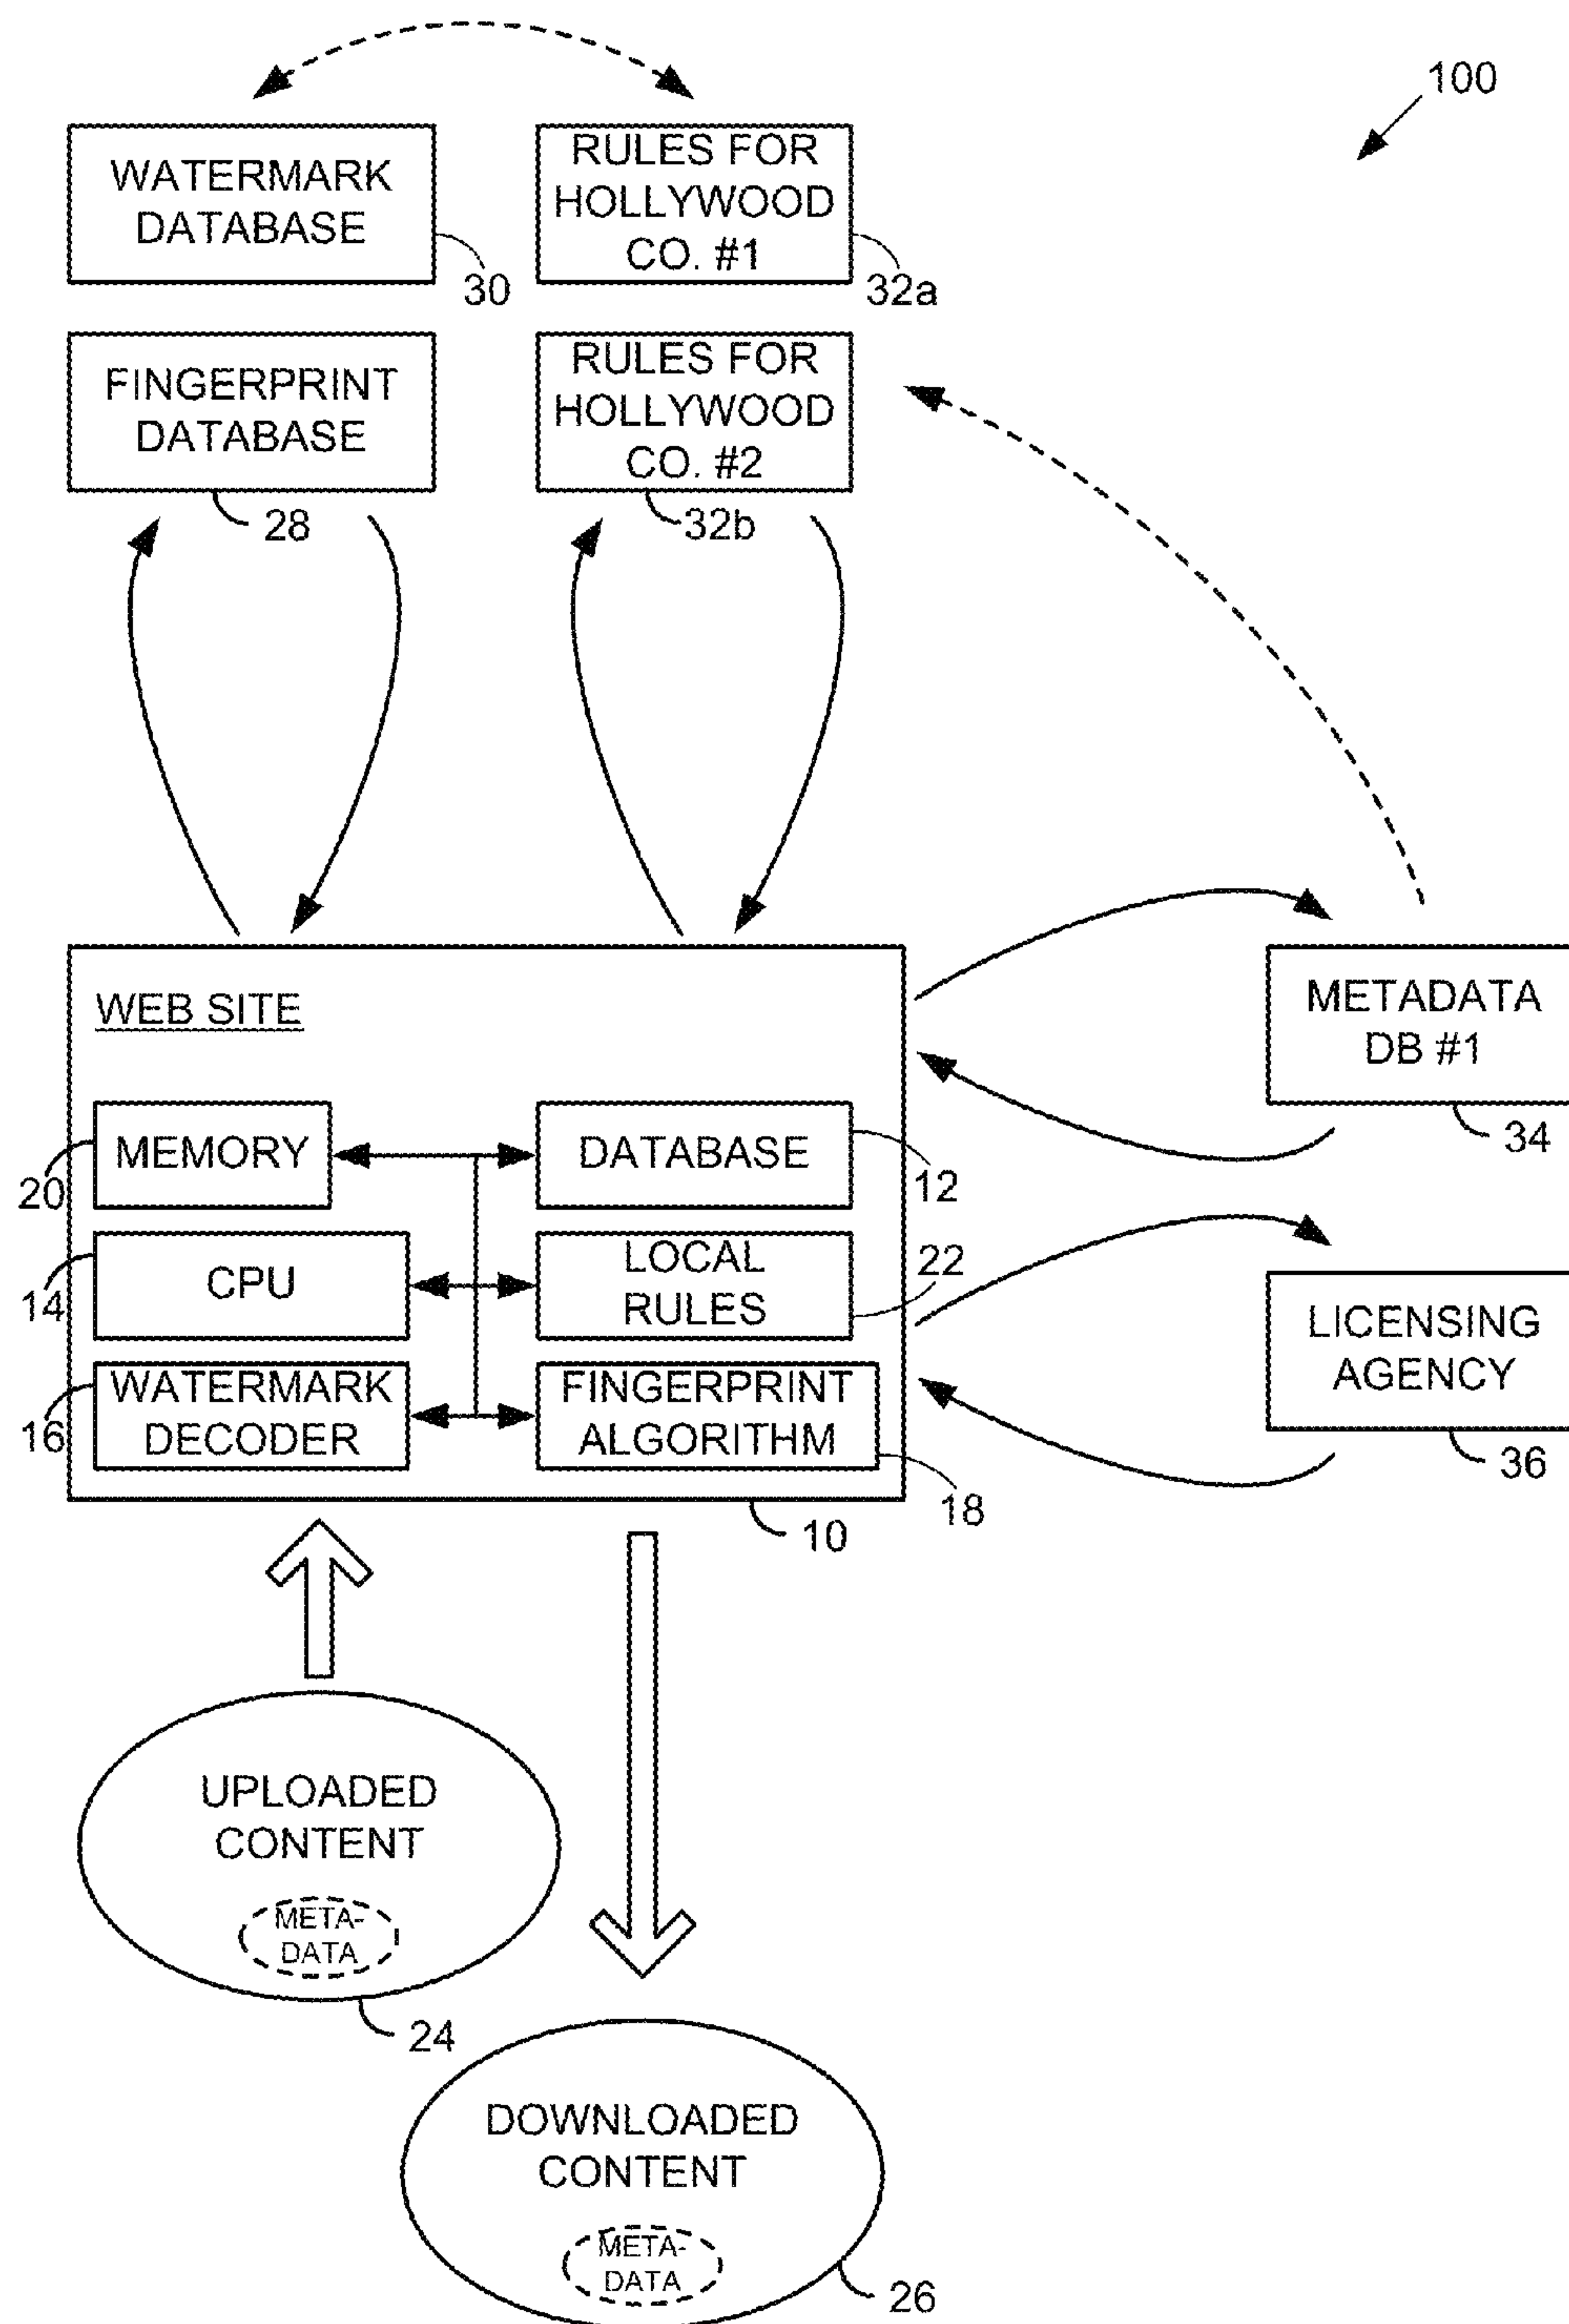 100
WATERMARK
DATABASE
30
RULES FOR
HOLLYWOOD
CO. #1
32a
FINGERPRINT
DATABASE
28
RULES FOR
HOLLYWOOD
CO. #2
32b
WEB SITE
MEMORY
20
DATABASE
12
CPU
14
LOCAL
RULES
22
WATERMARK
DECODER
16
FINGERPRINT
ALGORITHM
18
10
METADATA
DB #1
34
LICENSING
AGENCY
36
UPLOADED
CONTENT
META-
DATA
24
DOWNLOADED
CONTENT
META-
DATA
26